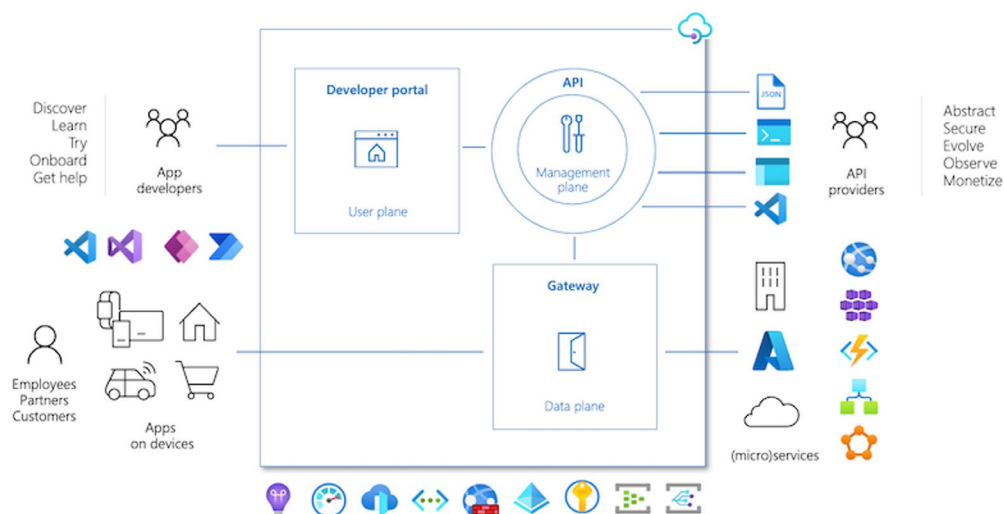 Discover
Learn
Try
Onboard
Get help
App
developers
Developer portal
User plane
API
Management
plane
JSON
API
providers
Abstract
Secure
Evolve
Observe
Monetize
Employees
Partners
Customers
Apps
on devices
Gateway
Data plane
(micro)services